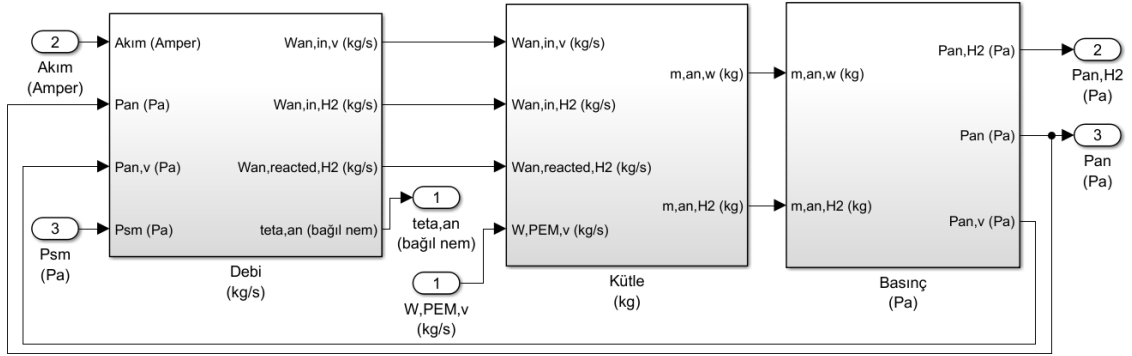 2
Akım
(Amper)
3
Psm
(Pa)
Akım (Amper)
Pan (Pa)
Pan,v (Pa)
Psm (Pa)
Wan,in,v (kg/s)
Wan,in,H2 (kg/s)
Wan,reacted,H2 (kg/s)
teta,an (bağıl nem)
Debi
(kg/s)
1
teta,an
(bağıl nem)
1
W,PEM,v
(kg/s)
Wan,in,v (kg/s)
Wan,in,H2 (kg/s)
Wan,reacted,H2 (kg/s)
W,PEM,v (kg/s)
m,an,w (kg)
m,an,H2 (kg)
Kütle
(kg)
m,an,w (kg)
m,an,H2 (kg)
Pan,H2 (Pa)
Pan (Pa)
Pan,v (Pa)
Basınç
(Pa)
2
Pan,H2
(Pa)
3
Pan
(Pa)